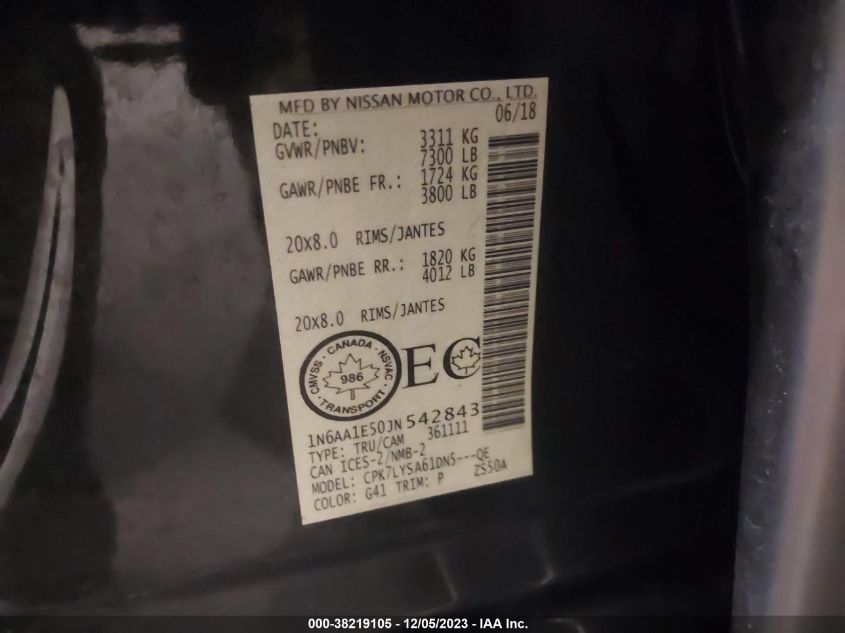 MFD BY NISSAN MOTOR CO., LTD.
DATE: 06/18
GVWR/PNBV: 3311 KG
7300 LB
GAWR/PNBE FR.: 1724 KG
3800 LB
20X8.0 RIMS/JANTES
GAWR/PNBE RR.: 1820 KG
4012 LB
20X8.0 RIMS/JANTES
CMVSS · CANADA · NSVAC
986
· TRANSPORT ·
EC
1N6AA1E50JN542843
TYPE: TRU/CAM 361111
CAN ICES-2/NMB-2
MODEL: CPK7LYSA61DN5---QE
COLOR: G41 TRIM: P ZS50A
000-38219105 - 12/05/2023 - IAA Inc.